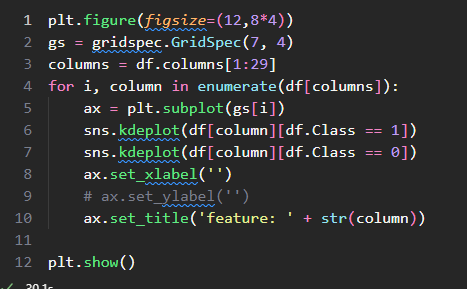 1 plt.figure(figsize=(12,8*4))
2 gs = gridspec.GridSpec(7, 4)
3 columns = df.columns[1:29]
4 for i, column in enumerate(df[columns]):
5     ax = plt.subplot(gs[i])
6     sns.kdeplot(df[column][df.Class == 1])
7     sns.kdeplot(df[column][df.Class == 0])
8     ax.set_xlabel('')
9     # ax.set_ylabel('')
10     ax.set_title('feature: ' + str(column))
11
12 plt.show()